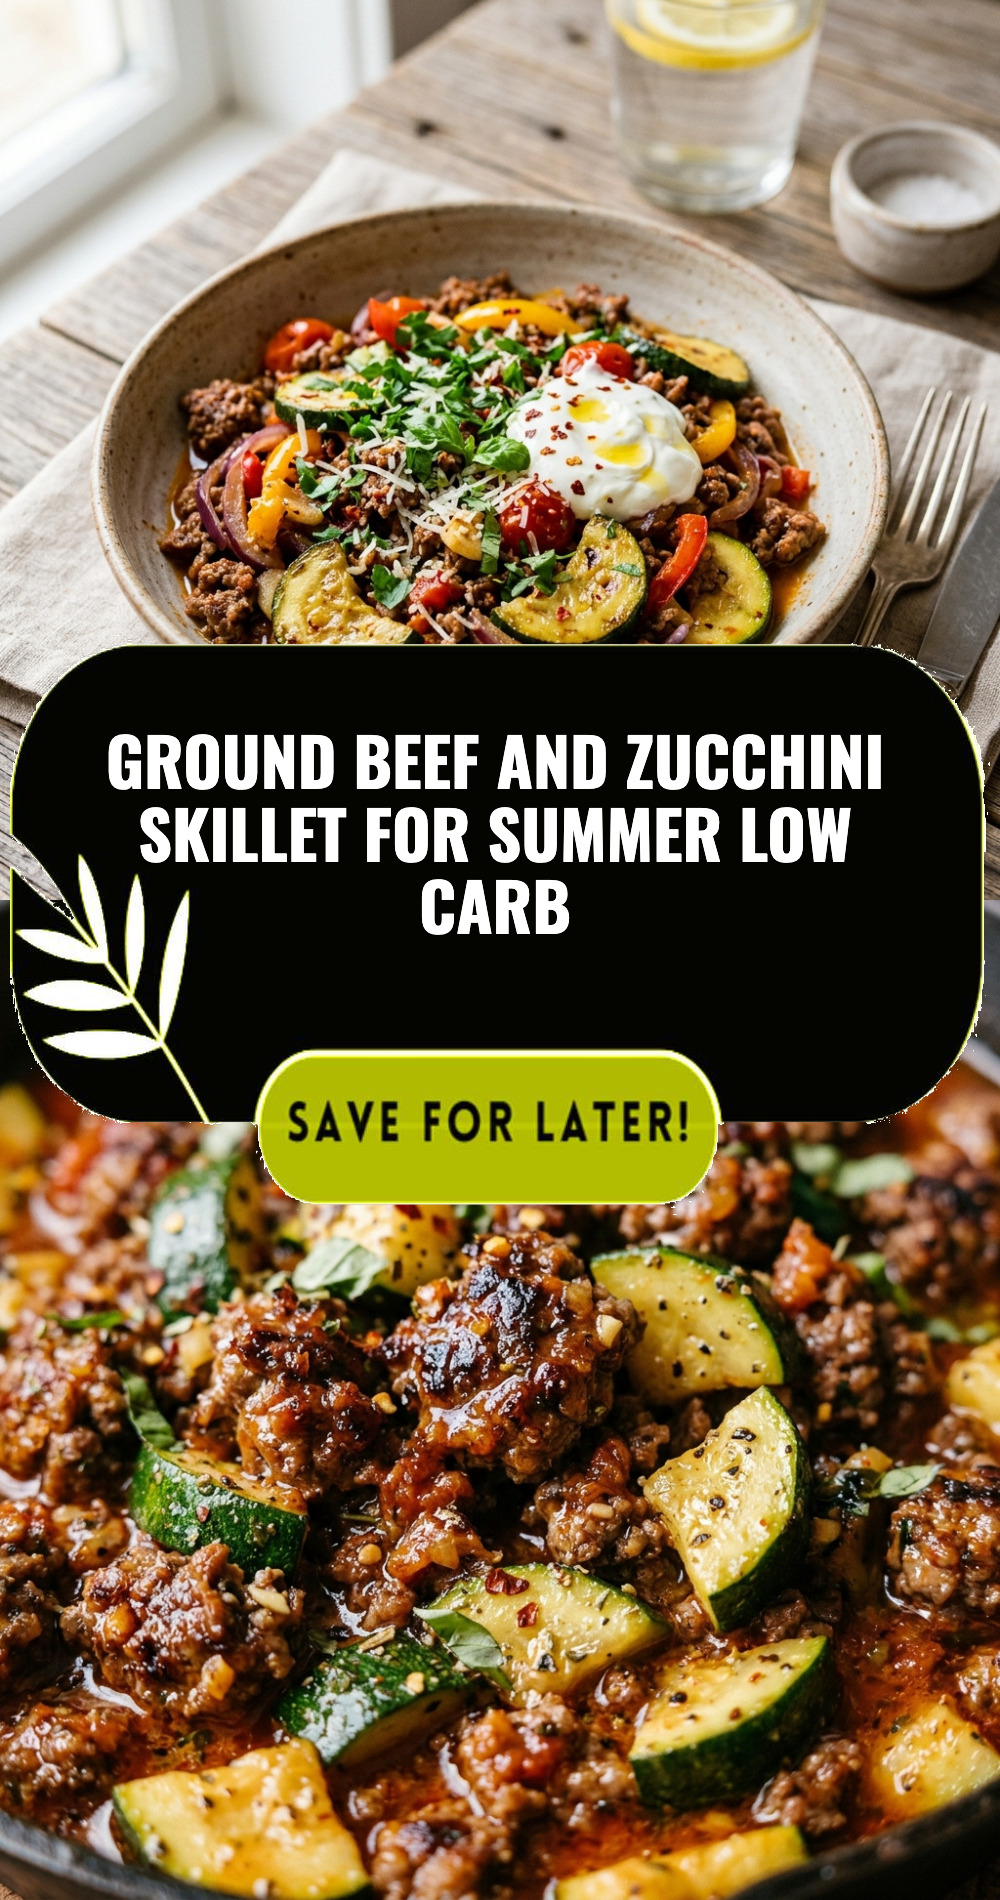 GROUND BEEF AND ZUCCHINI
SKILLET FOR SUMMER LOW
CARB
SAVE FOR LATER!